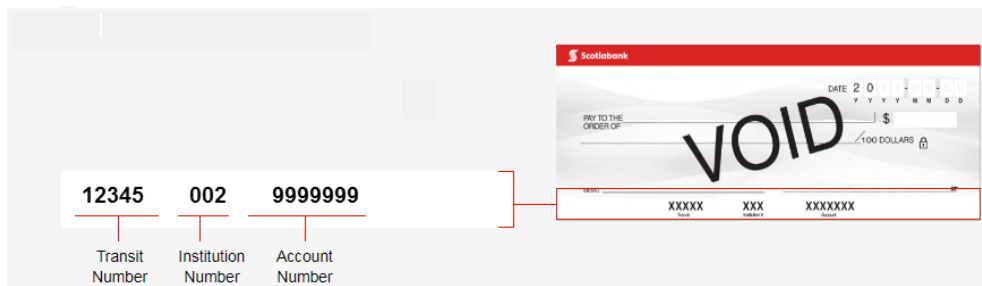 Scotiabank
DATE 2 0 Y Y - M M - D D
Y Y Y Y M M D D
PAY TO THE
ORDER OF
$
/100 DOLLARS
VOID
MEMO
XXXXX XXX XXXXXXX
Transit Institution # Account
12345 002 9999999
Transit Number
Institution Number
Account Number